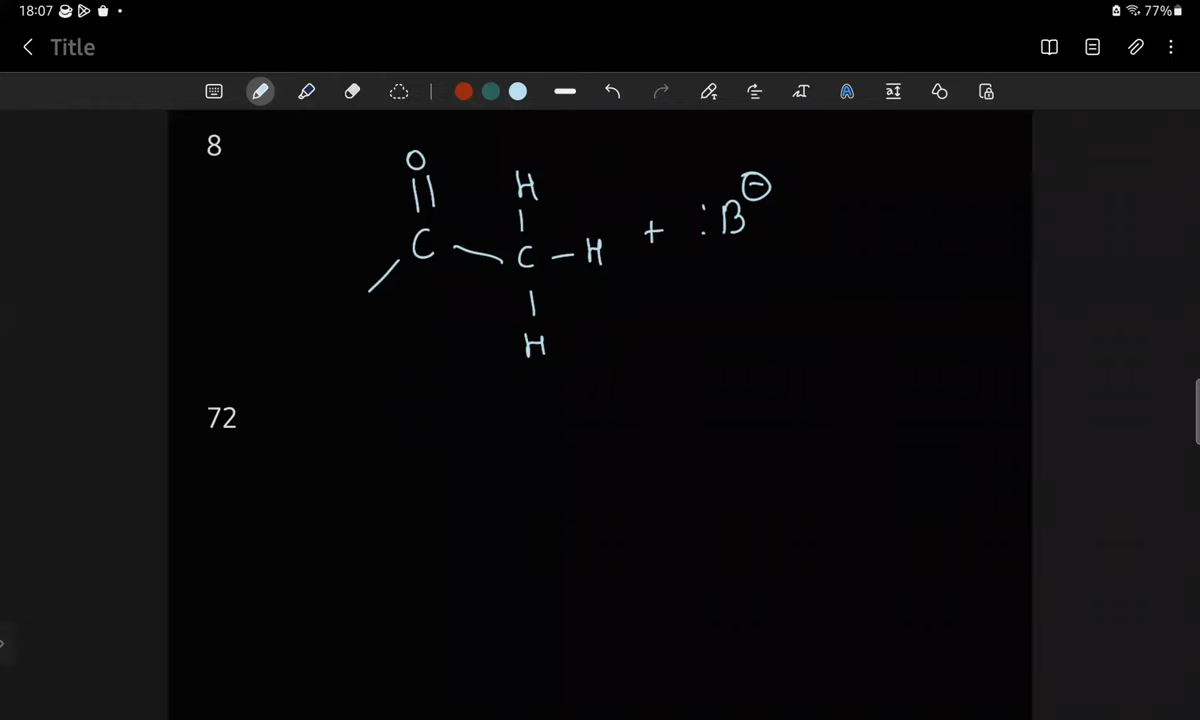 18:07 77%
Title
8
O
H
C C – H + :B⊖
H
72